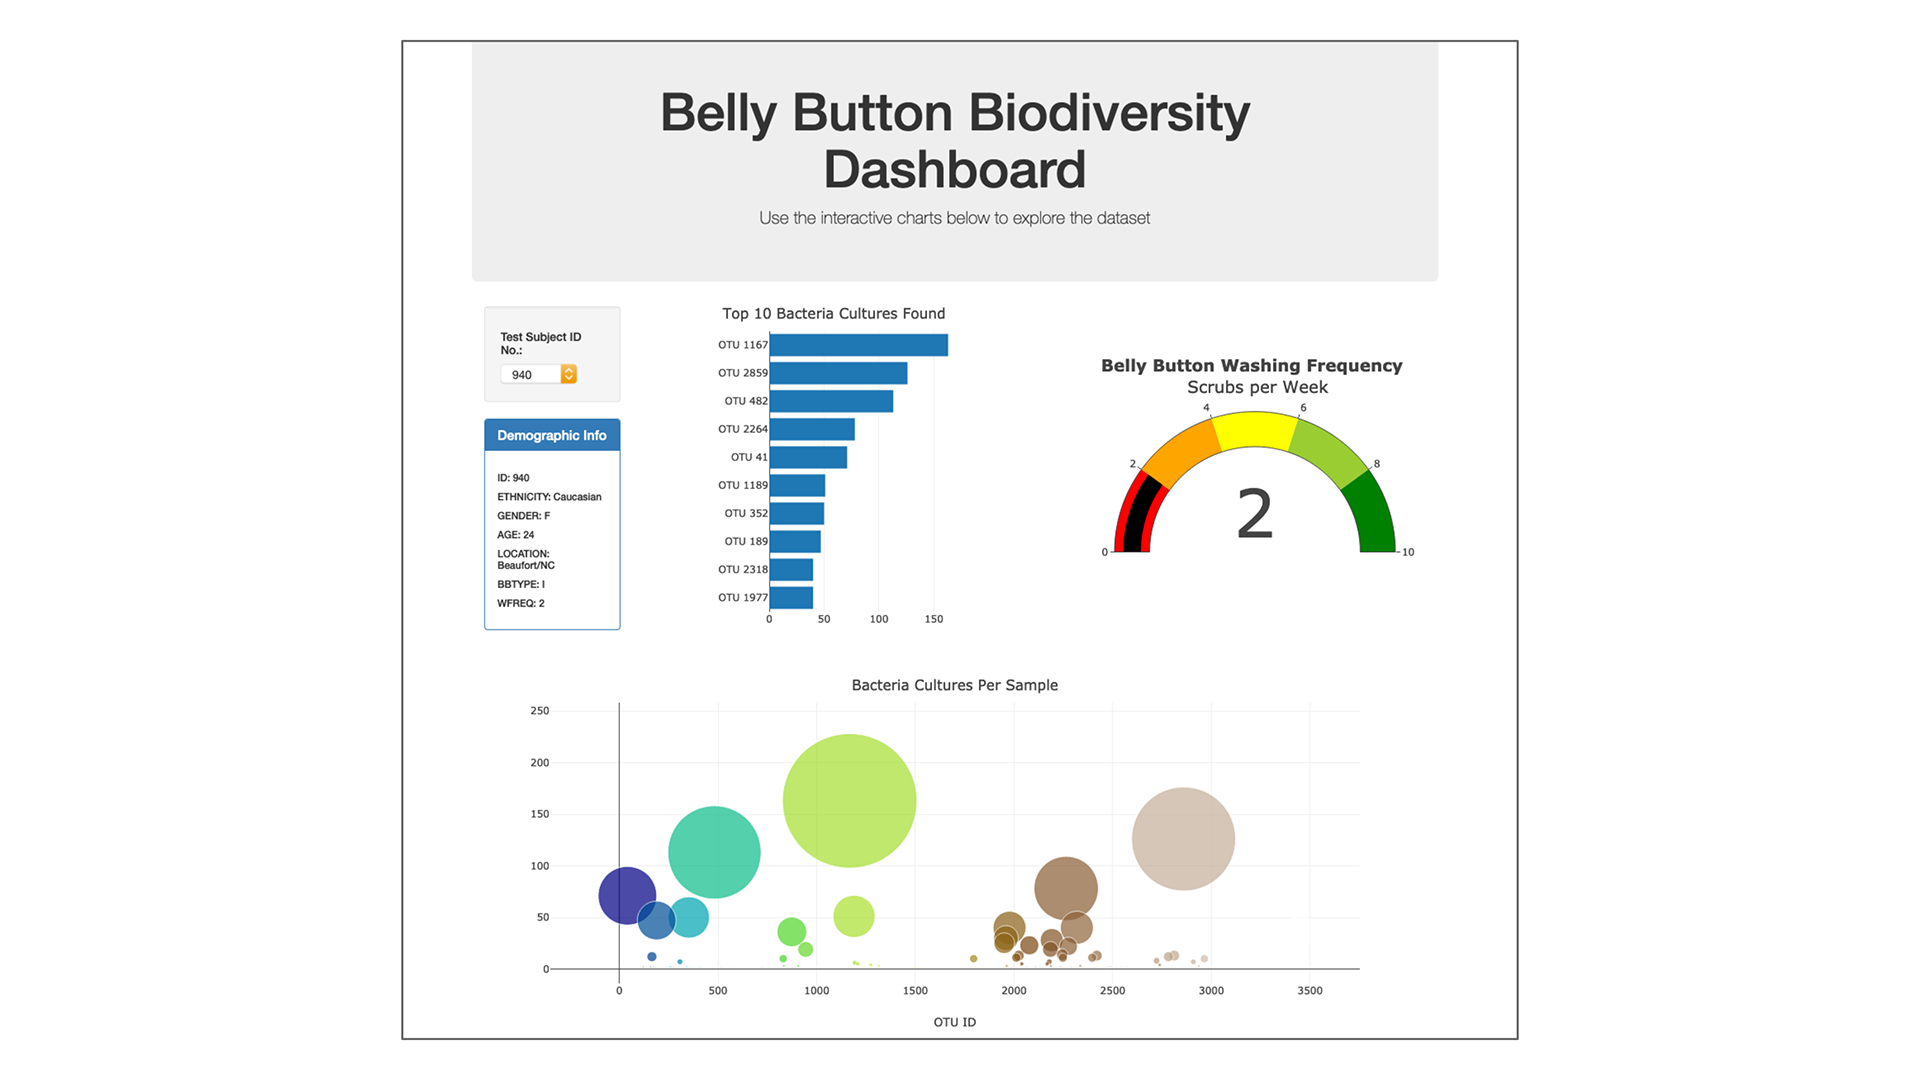 Belly Button Biodiversity
Dashboard
Use the interactive charts below to explore the dataset
Test Subject ID
No.:
940
Demographic Info
ID: 940
ETHNICITY: Caucasian
GENDER: F
AGE: 24
LOCATION:
Beaufort/NC
BBTYPE: I
WFREQ: 2
Top 10 Bacteria Cultures Found
OTU 1167
OTU 2859
OTU 482
OTU 2264
OTU 41
OTU 1189
OTU 352
OTU 189
OTU 2318
OTU 1977
0 50 100 150
Belly Button Washing Frequency
Scrubs per Week
0
2
4
6
8
10
2
Bacteria Cultures Per Sample
250
200
150
100
50
0
0 500 1000 1500 2000 2500 3000 3500
OTU ID